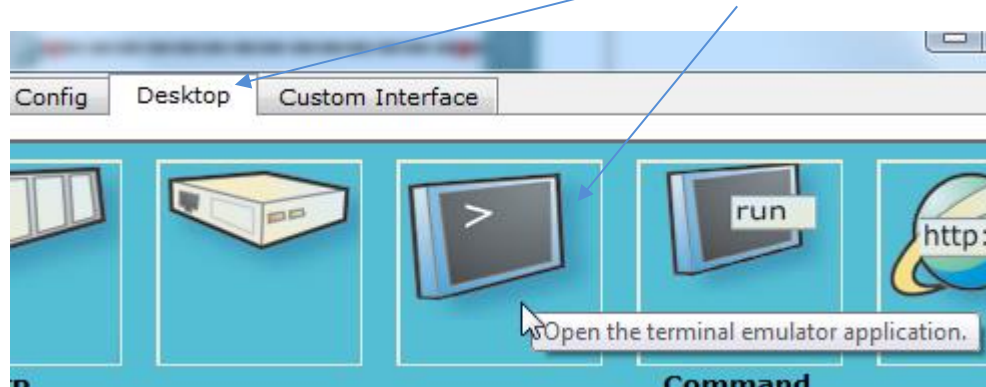 Config Desktop Custom Interface
>
run
http:
Open the terminal emulator application.
Command